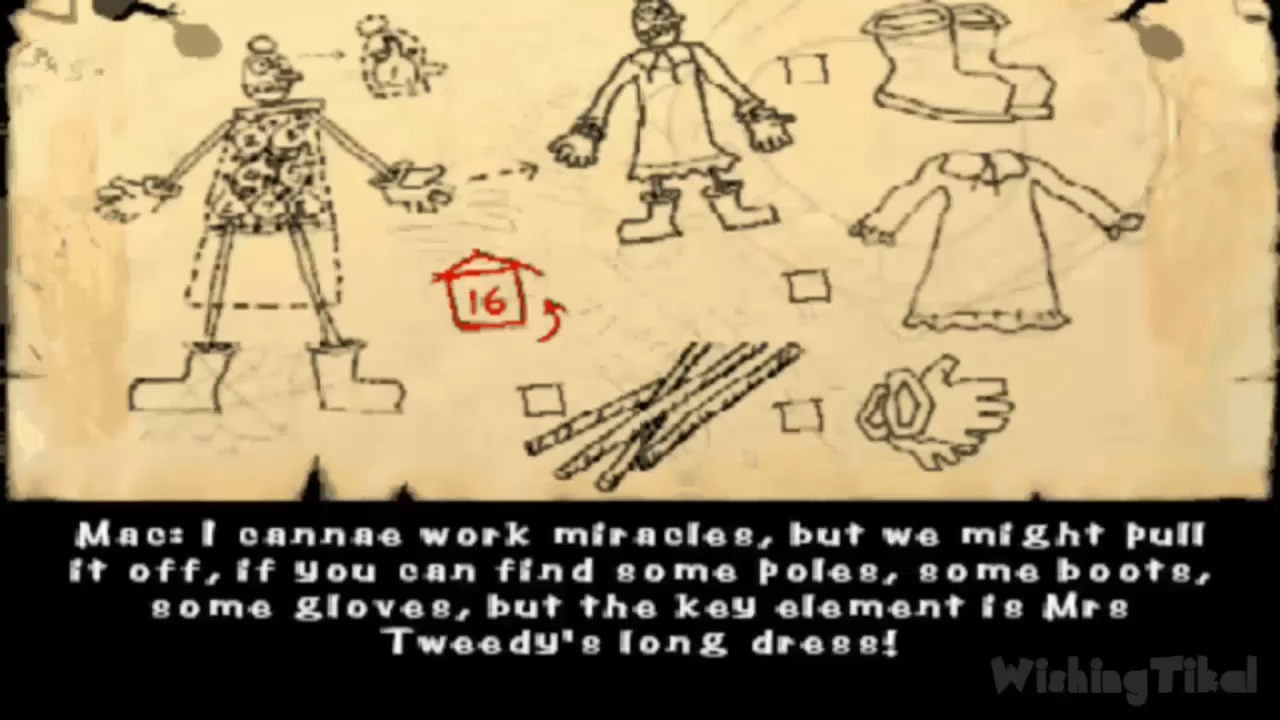 16
Mac: I cannae work miracles, but we might pull
it off, if you can find some poles, some boots,
some gloves, but the key element is Mrs
Tweedy's long dress!
WishingTikal